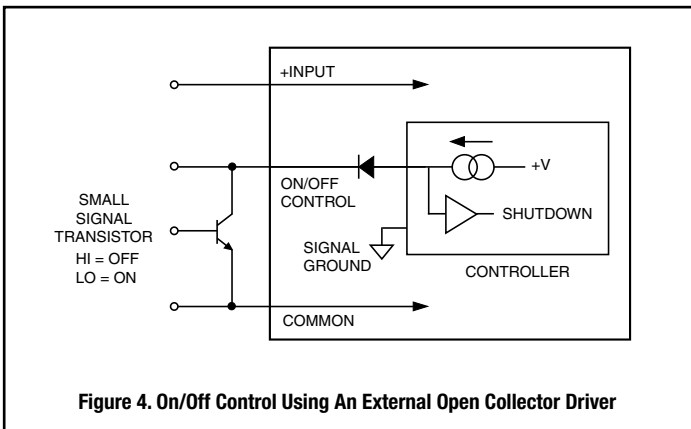 +INPUT
ON/OFF
CONTROL
+V
SHUTDOWN
SMALL
SIGNAL
TRANSISTOR
HI = OFF
LO = ON
SIGNAL
GROUND
CONTROLLER
COMMON
Figure 4. On/Off Control Using An External Open Collector Driver